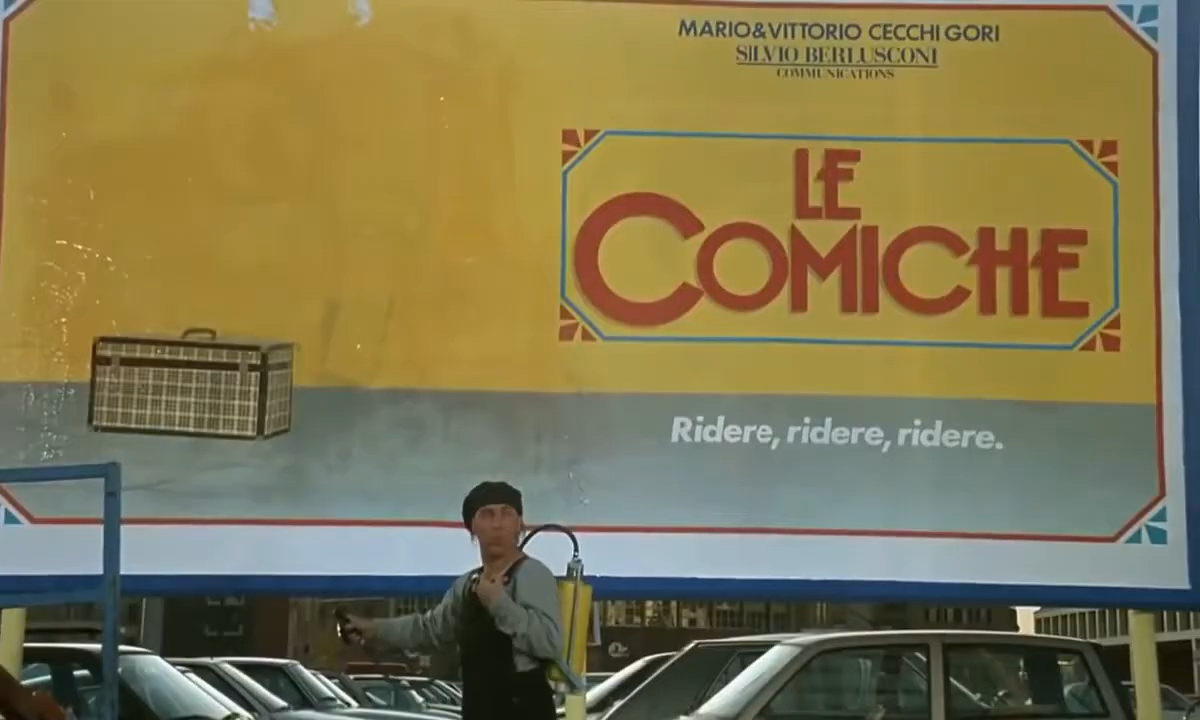 MARIO&VITTORIO CECCHI GORI
SILVIO BERLUSCONI
COMMUNICATIONS
LE
COMICHE
Ridere, ridere, ridere.